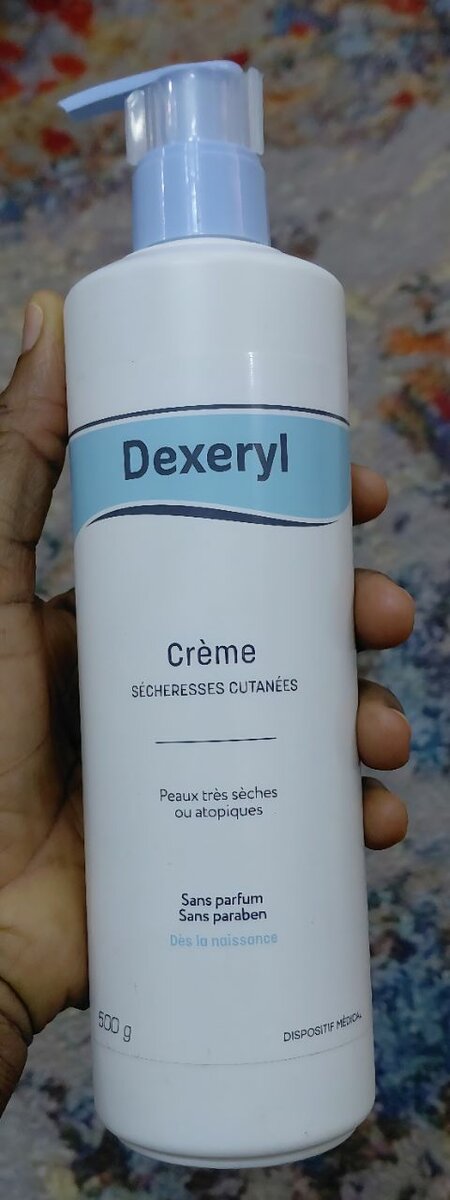 Dexeryl
Crème
SÉCHERESSES CUTANÉES
Peaux très sèches
ou atopiques
Sans parfum
Sans paraben
Dès la naissance
500 g
DISPOSITIF MÉDICAL